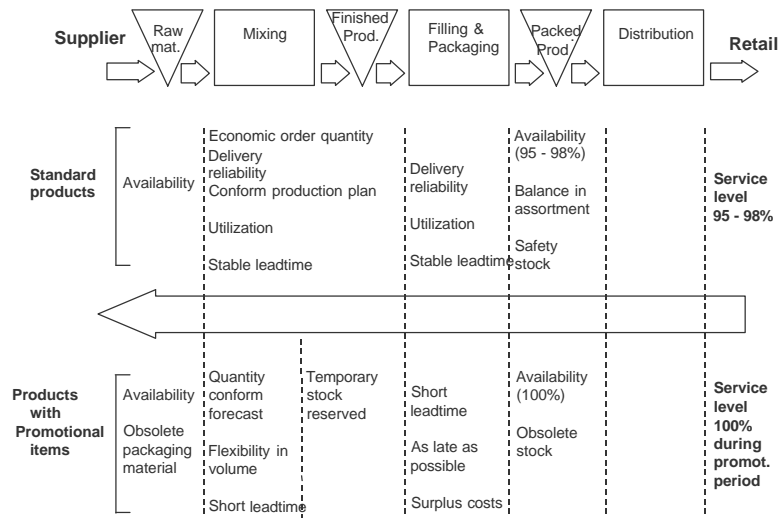 Supplier
Raw
mat.
Mixing
Finished
Prod.
Filling &
Packaging
Packed
Prod.
Distribution
Retail
Standard
products
Availability
Economic order quantity
Delivery
reliability
Conform production plan
Utilization
Stable leadtime
Delivery
reliability
Utilization
Stable leadtime
Availability
(95 - 98%)
Balance in
assortment
Safety
stock
Service
level
95 - 98%
Products
with
Promotional
items
Availability
Obsolete
packaging
material
Quantity
conform
forecast
Flexibility in
volume
Short leadtime
Temporary
stock
reserved
Short
leadtime
As late as
possible
Surplus costs
Availability
(100%)
Obsolete
stock
Service
level
100%
during
promot.
period